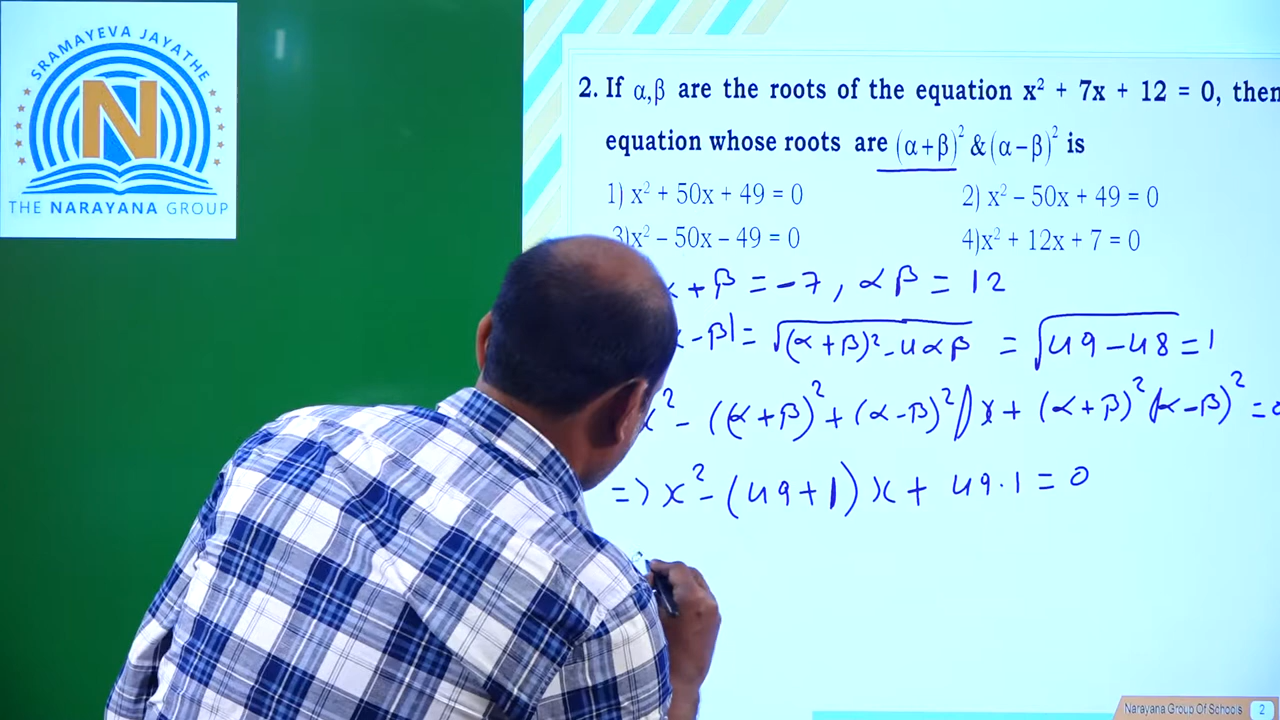 SRAMAYEVA JAYATHE
N
THE NARAYANA GROUP
2. If α,β are the roots of the equation x² + 7x + 12 = 0, then
equation whose roots are (α+β)² & (α−β)² is
1) x² + 50x + 49 = 0 2) x² − 50x + 49 = 0
3)x² − 50x − 49 = 0 4)x² + 12x + 7 = 0
+ β = -7, αβ = 12
- β| = √(α+β)² - 4αβ = √49-48 = 1
x² - ((α+β)² + (α-β)²) x + (α+β)² (α-β)² = 0
=> x² - (49+1) x + 49.1 = 0
Narayana Group Of Schools 2